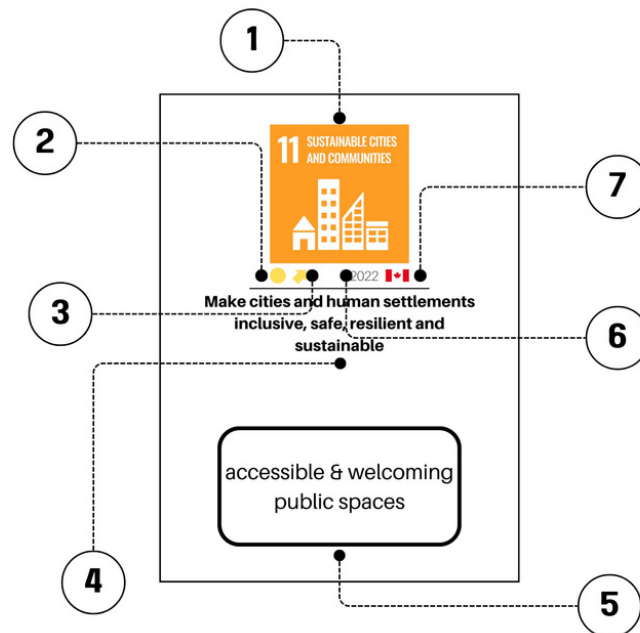 1
2
11 SUSTAINABLE CITIES
AND COMMUNITIES
7
3
2022
6
Make cities and human settlements
inclusive, safe, resilient and
sustainable
accessible & welcoming
public spaces
4
5